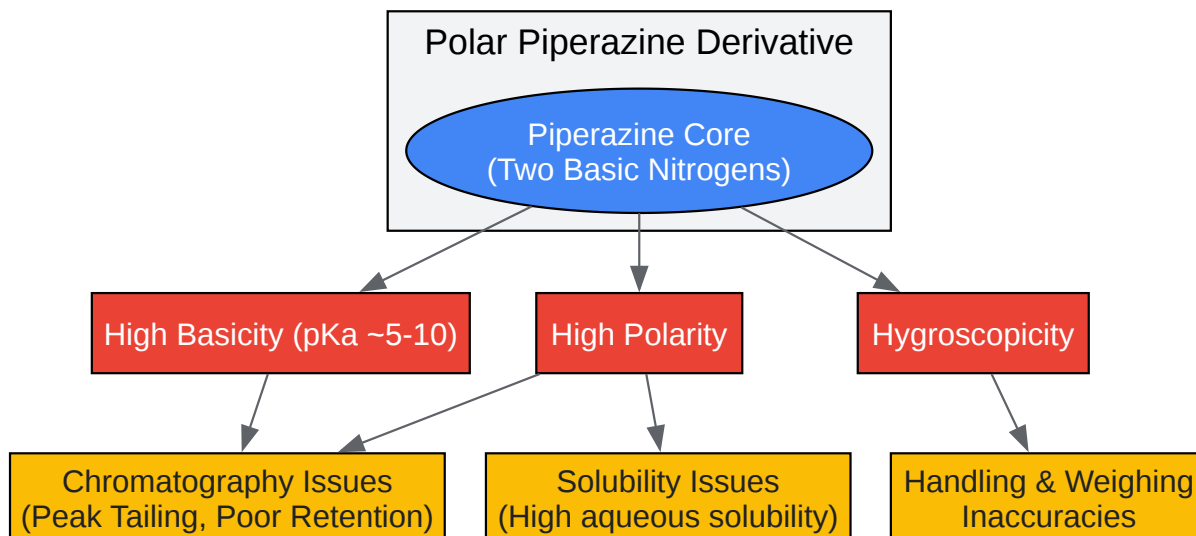 Polar Piperazine Derivative
Piperazine Core
(Two Basic Nitrogens)
High Basicity (pKa ~5-10)
High Polarity
Hygroscopicity
Chromatography Issues
(Peak Tailing, Poor Retention)
Solubility Issues
(High aqueous solubility)
Handling & Weighing
Inaccuracies